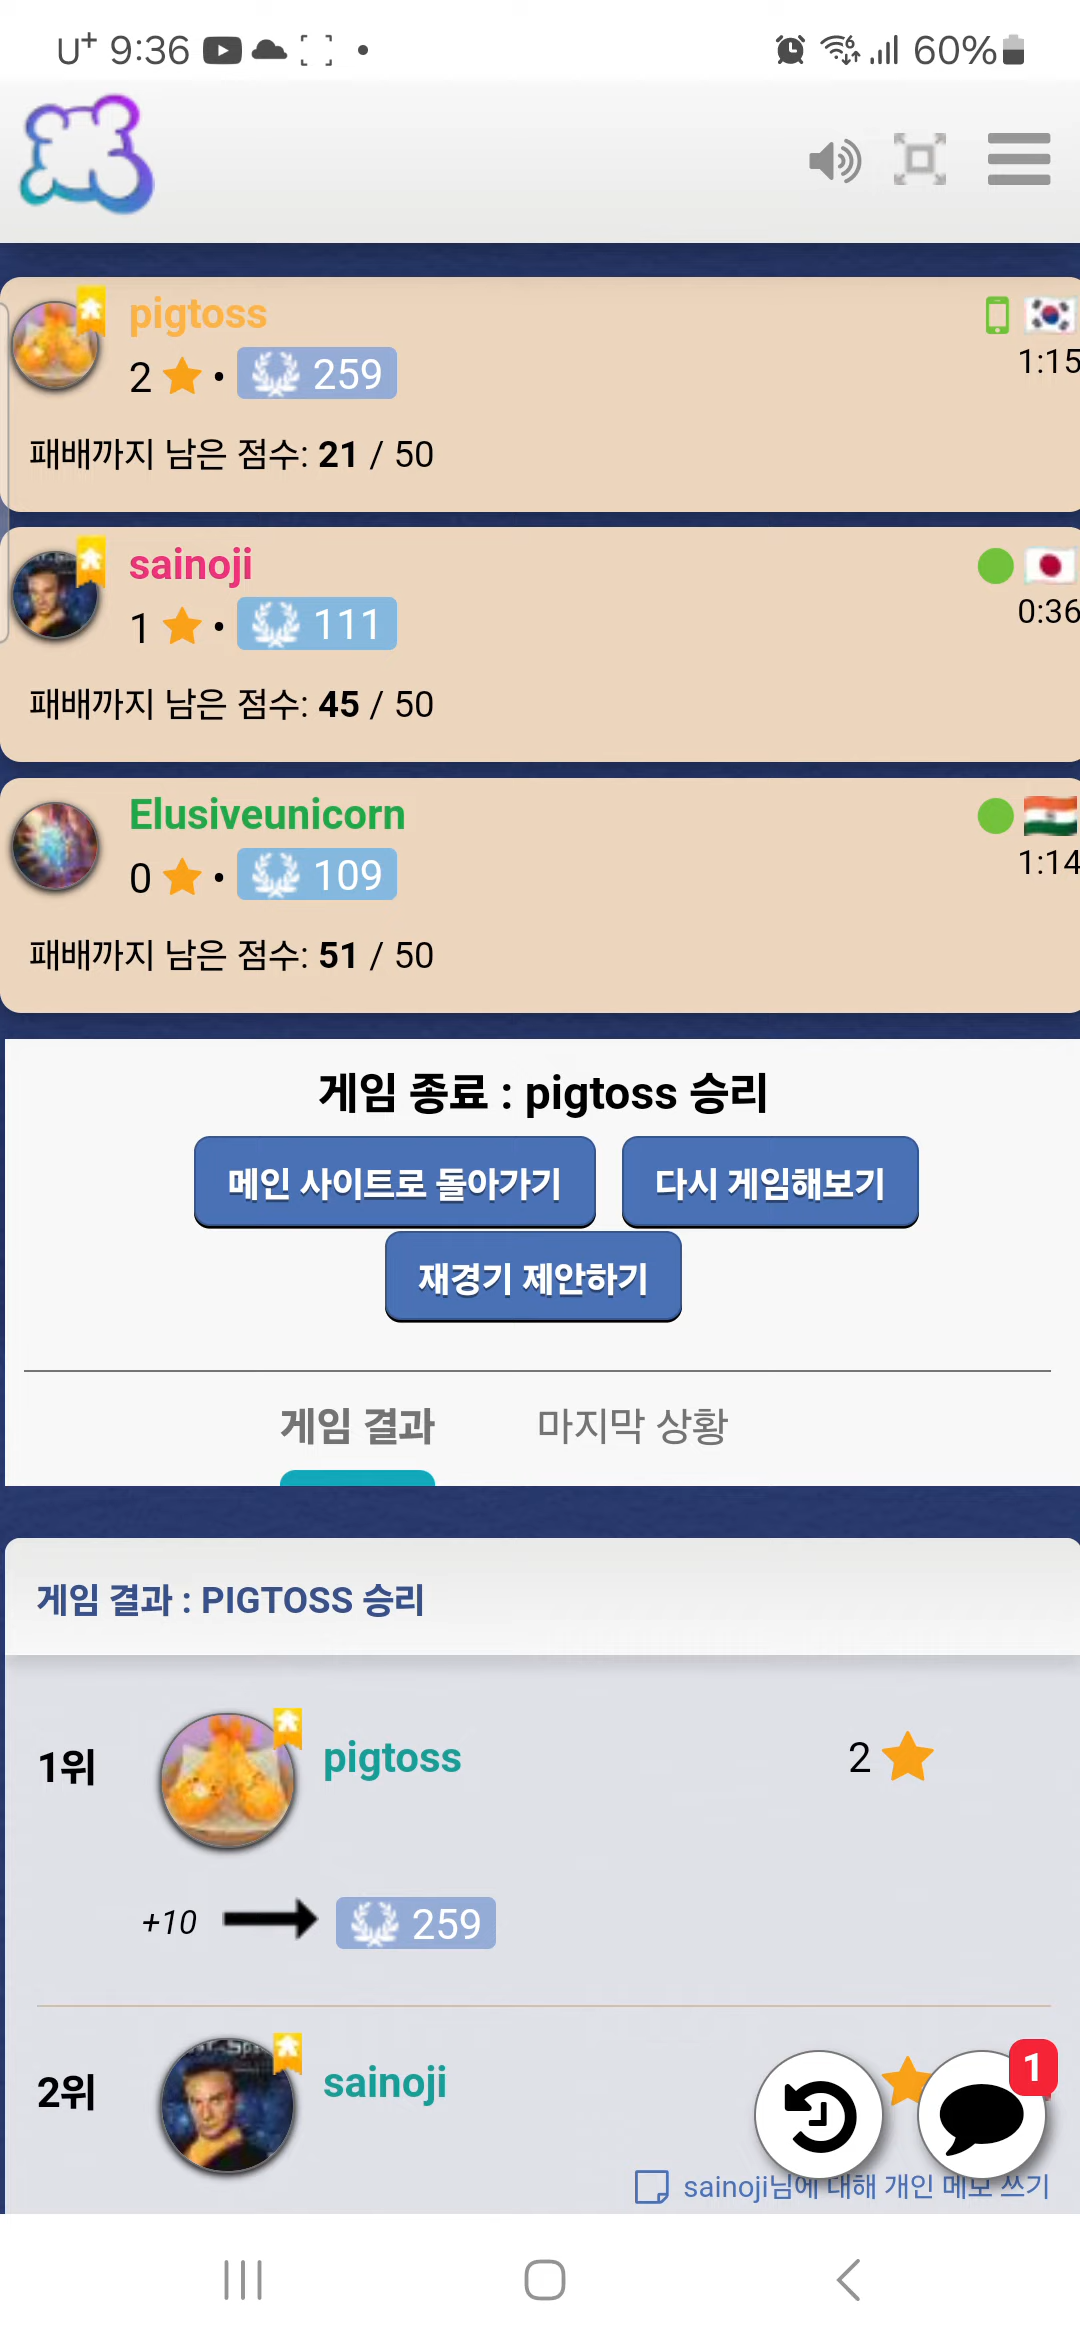 U+ 9:36 60%
pigtoss
1:15
2 • 259
패배까지 남은 점수: 21 / 50
sainoji
0:36
1 • 111
패배까지 남은 점수: 45 / 50
Elusiveunicorn
1:14
0 • 109
패배까지 남은 점수: 51 / 50
게임 종료 : pigtoss 승리
메인 사이트로 돌아가기 다시 게임해보기
재경기 제안하기
게임 결과 마지막 상황
게임 결과 : PIGTOSS 승리
1위 pigtoss 2
+10 259
2위 sainoji
1
sainoji님에 대해 개인 메모 쓰기